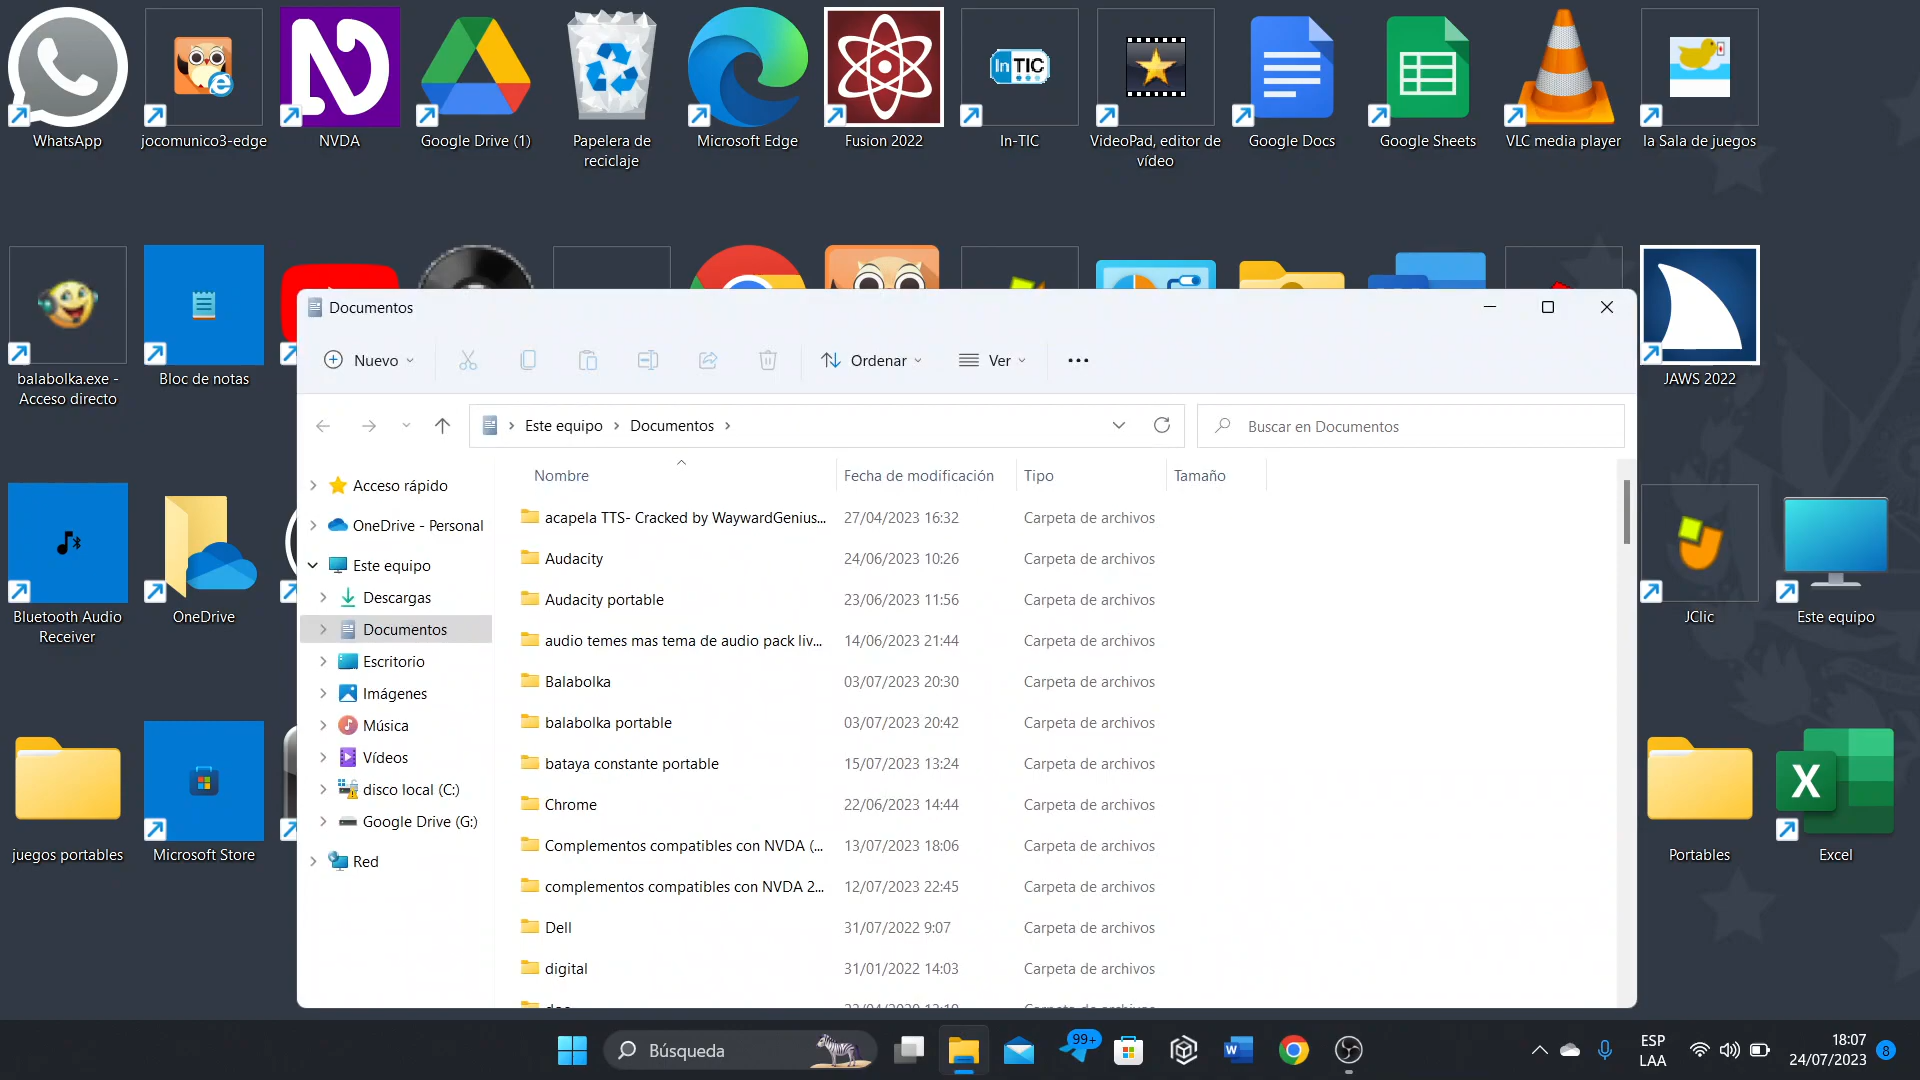 WhatsApp
jocomunico3-edge
NVDA
Google Drive (1)
Papelera de
reciclaje
Microsoft Edge
Fusion 2022
In-TIC
VideoPad, editor de
vídeo
Google Docs
Google Sheets
VLC media player
la Sala de juegos
balabolka.exe -
Acceso directo
Bloc de notas
JAWS 2022
Bluetooth Audio
Receiver
OneDrive
JClic
Este equipo
juegos portables
Microsoft Store
Portables
Excel
Documentos
Nuevo
Ordenar
Ver
Este equipo
Documentos
Buscar en Documentos
Acceso rápido
OneDrive - Personal
Este equipo
Descargas
Documentos
Escritorio
Imágenes
Música
Vídeos
disco local (C:)
Google Drive (G:)
Red
Nombre Fecha de modificación Tipo Tamaño
acapela TTS- Cracked by WaywardGenius... 27/04/2023 16:32 Carpeta de archivos
Audacity 24/06/2023 10:26 Carpeta de archivos
Audacity portable 23/06/2023 11:56 Carpeta de archivos
audio temes mas tema de audio pack liv... 14/06/2023 21:44 Carpeta de archivos
Balabolka 03/07/2023 20:30 Carpeta de archivos
balabolka portable 03/07/2023 20:42 Carpeta de archivos
bataya constante portable 15/07/2023 13:24 Carpeta de archivos
Chrome 22/06/2023 14:44 Carpeta de archivos
Complementos compatibles con NVDA (... 13/07/2023 18:06 Carpeta de archivos
complementos compatibles con NVDA 2... 12/07/2023 22:45 Carpeta de archivos
Dell 31/07/2022 9:07 Carpeta de archivos
digital 31/01/2022 14:03 Carpeta de archivos
Búsqueda
99+
ESP
LAA
18:07
24/07/2023
8